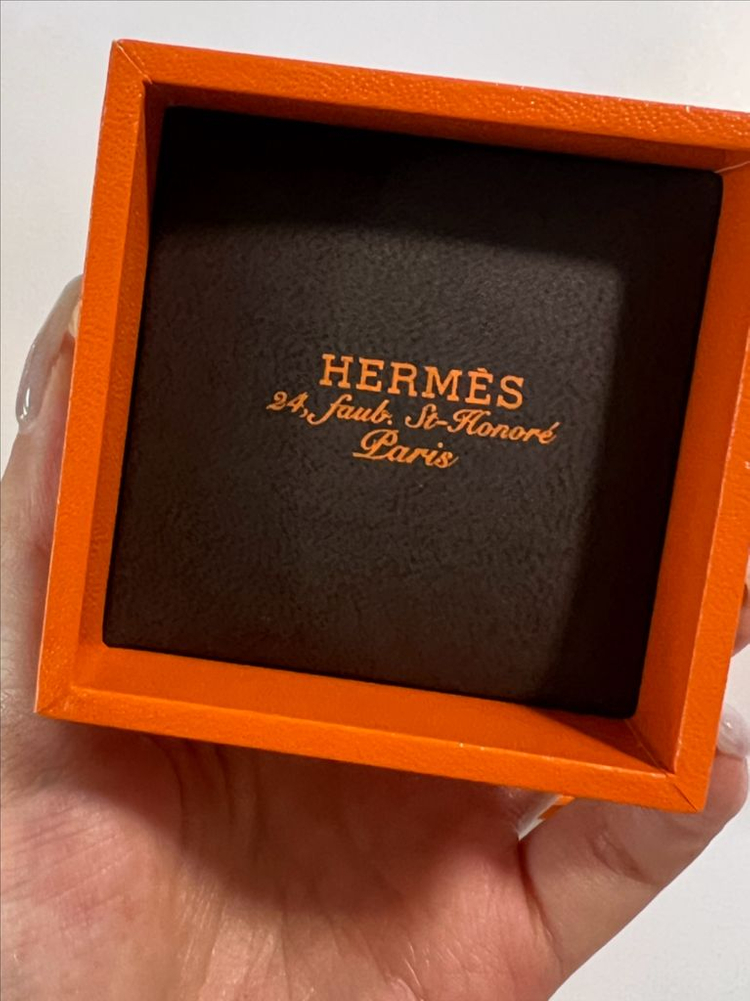 HERMÈS
24, faub. St-Honoré
Paris